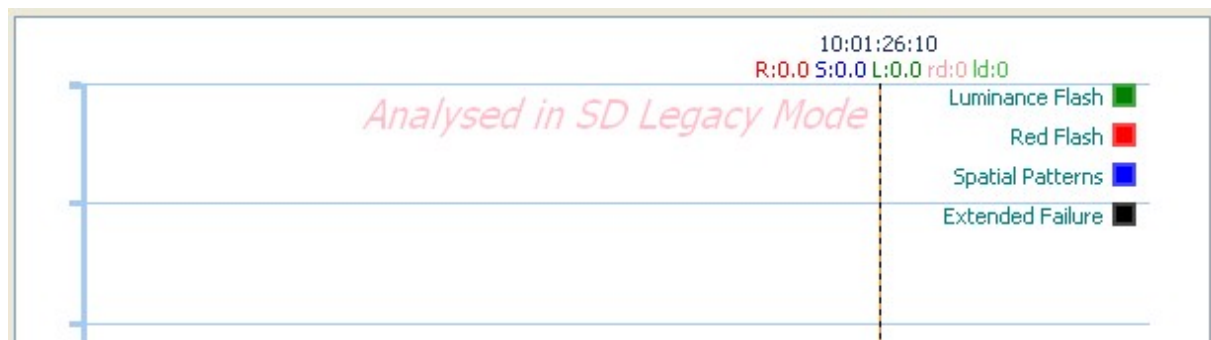 10:01:26:10
R:0.0 S:0.0 L:0.0 rd:0 ld:0
Analysed in SD Legacy Mode
Luminance Flash
Red Flash
Spatial Patterns
Extended Failure